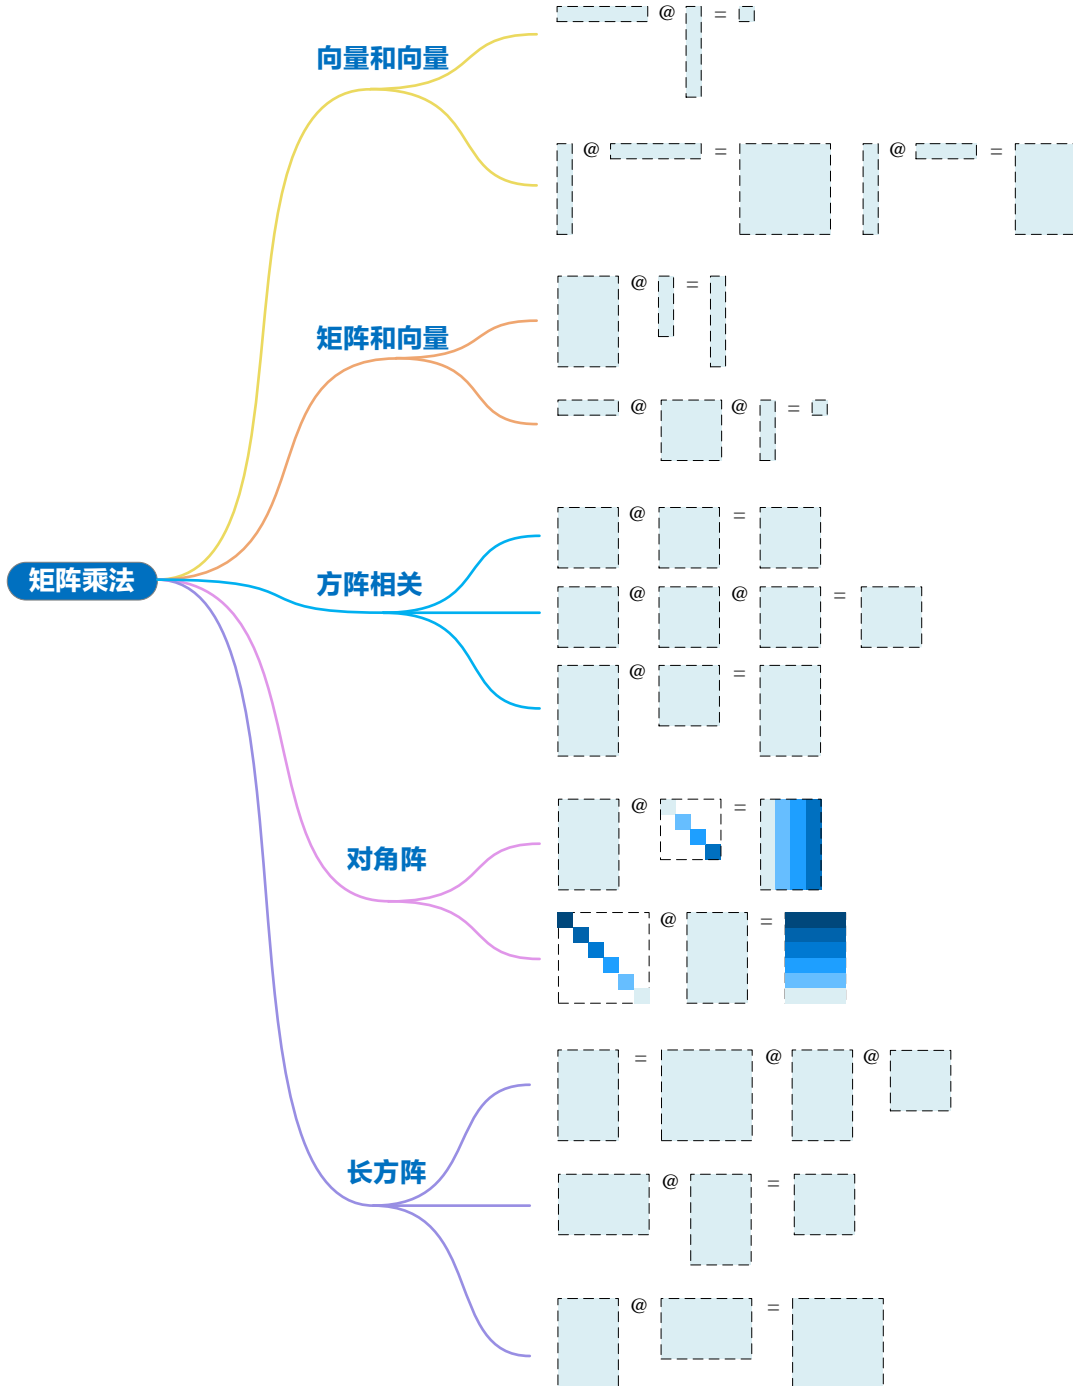 @ =
向量和向量
@ = @ =
@ =
矩阵和向量
@ @ =
@ =
矩阵乘法
方阵相关
@ @ =
@ =
@ =
对角阵
@ =
= @ @
长方阵
@ =
@ =